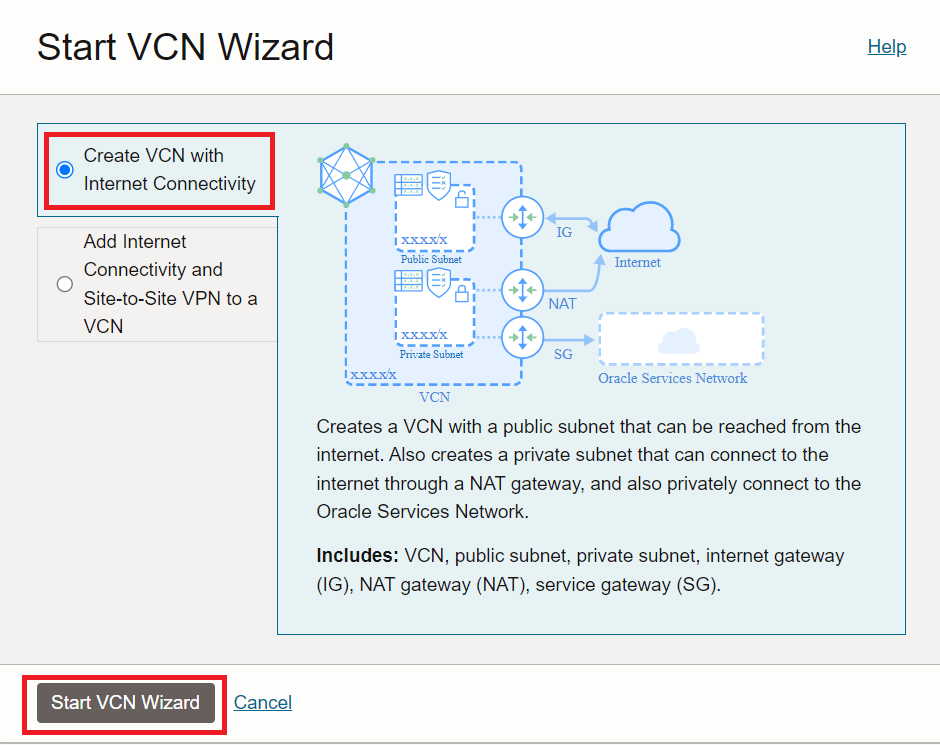 Start VCN Wizard
Help
Create VCN with
Internet Connectivity
Add Internet
Connectivity and
Site-to-Site VPN to a
VCN
x.x.x
x.x.x
x.x.x.x/x
Public Subnet
x.x.x
x.x.x
x.x.x.x/x
Private Subnet
x.x.x.x/x
VCN
IG
NAT
SG
Internet
Oracle Services Network
Creates a VCN with a public subnet that can be reached from the
internet. Also creates a private subnet that can connect to the
internet through a NAT gateway, and also privately connect to the
Oracle Services Network.
Includes: VCN, public subnet, private subnet, internet gateway
(IG), NAT gateway (NAT), service gateway (SG).
Start VCN Wizard
Cancel